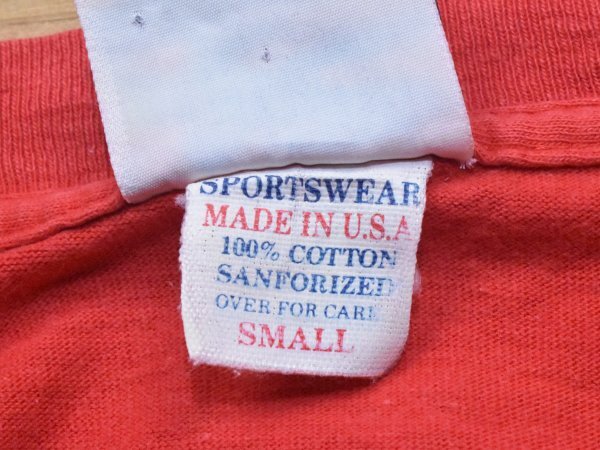 SPORTSWEAR
MADE IN U.S.A
100% COTTON
SANFORIZED
OVER FOR CARE
SMALL